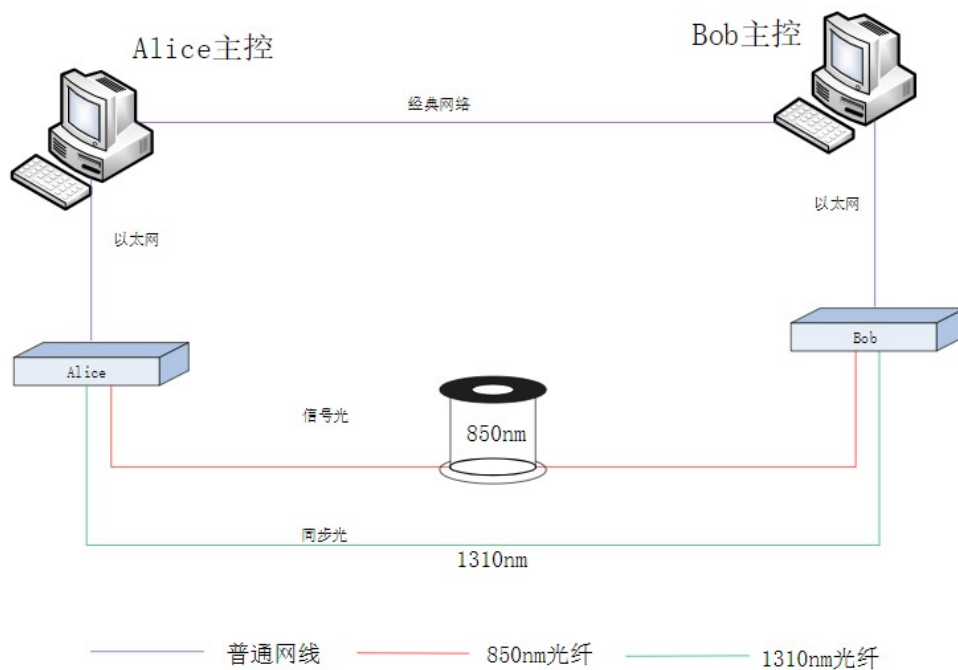 Alice主控
Bob主控
经典网络
以太网
以太网
Alice
Bob
信号光
850nm
同步光
1310nm
普通网线
850nm光纤
1310nm光纤